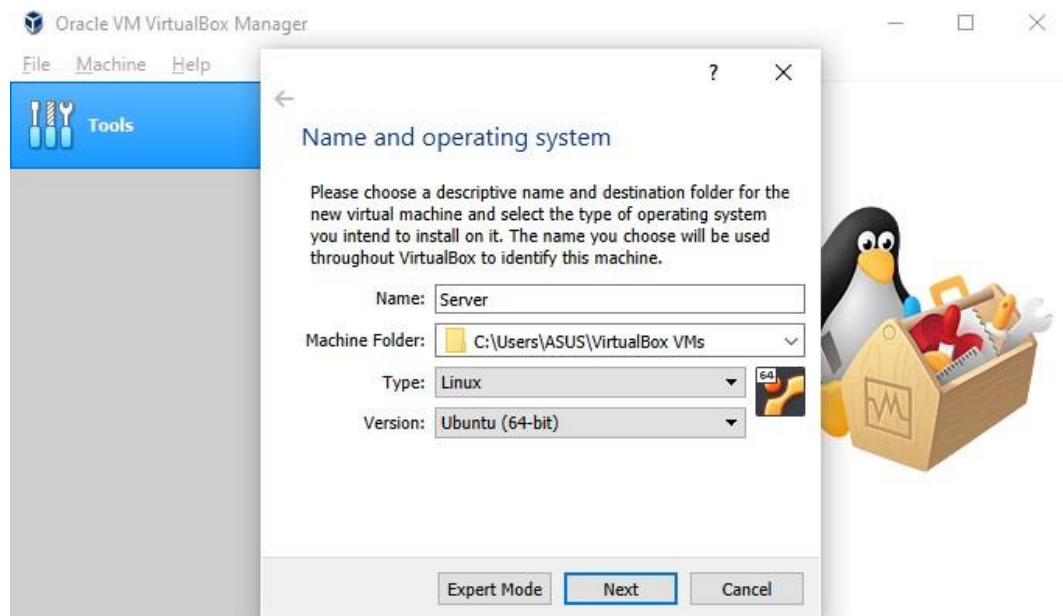 Oracle VM VirtualBox Manager
File Machine Help
Tools
Name and operating system
Please choose a descriptive name and destination folder for the
new virtual machine and select the type of operating system
you intend to install on it. The name you choose will be used
throughout VirtualBox to identify this machine.
Name: Server
Machine Folder: C:\Users\ASUS\VirtualBox VMs
Type: Linux
64
Version: Ubuntu (64-bit)
Expert Mode Next Cancel